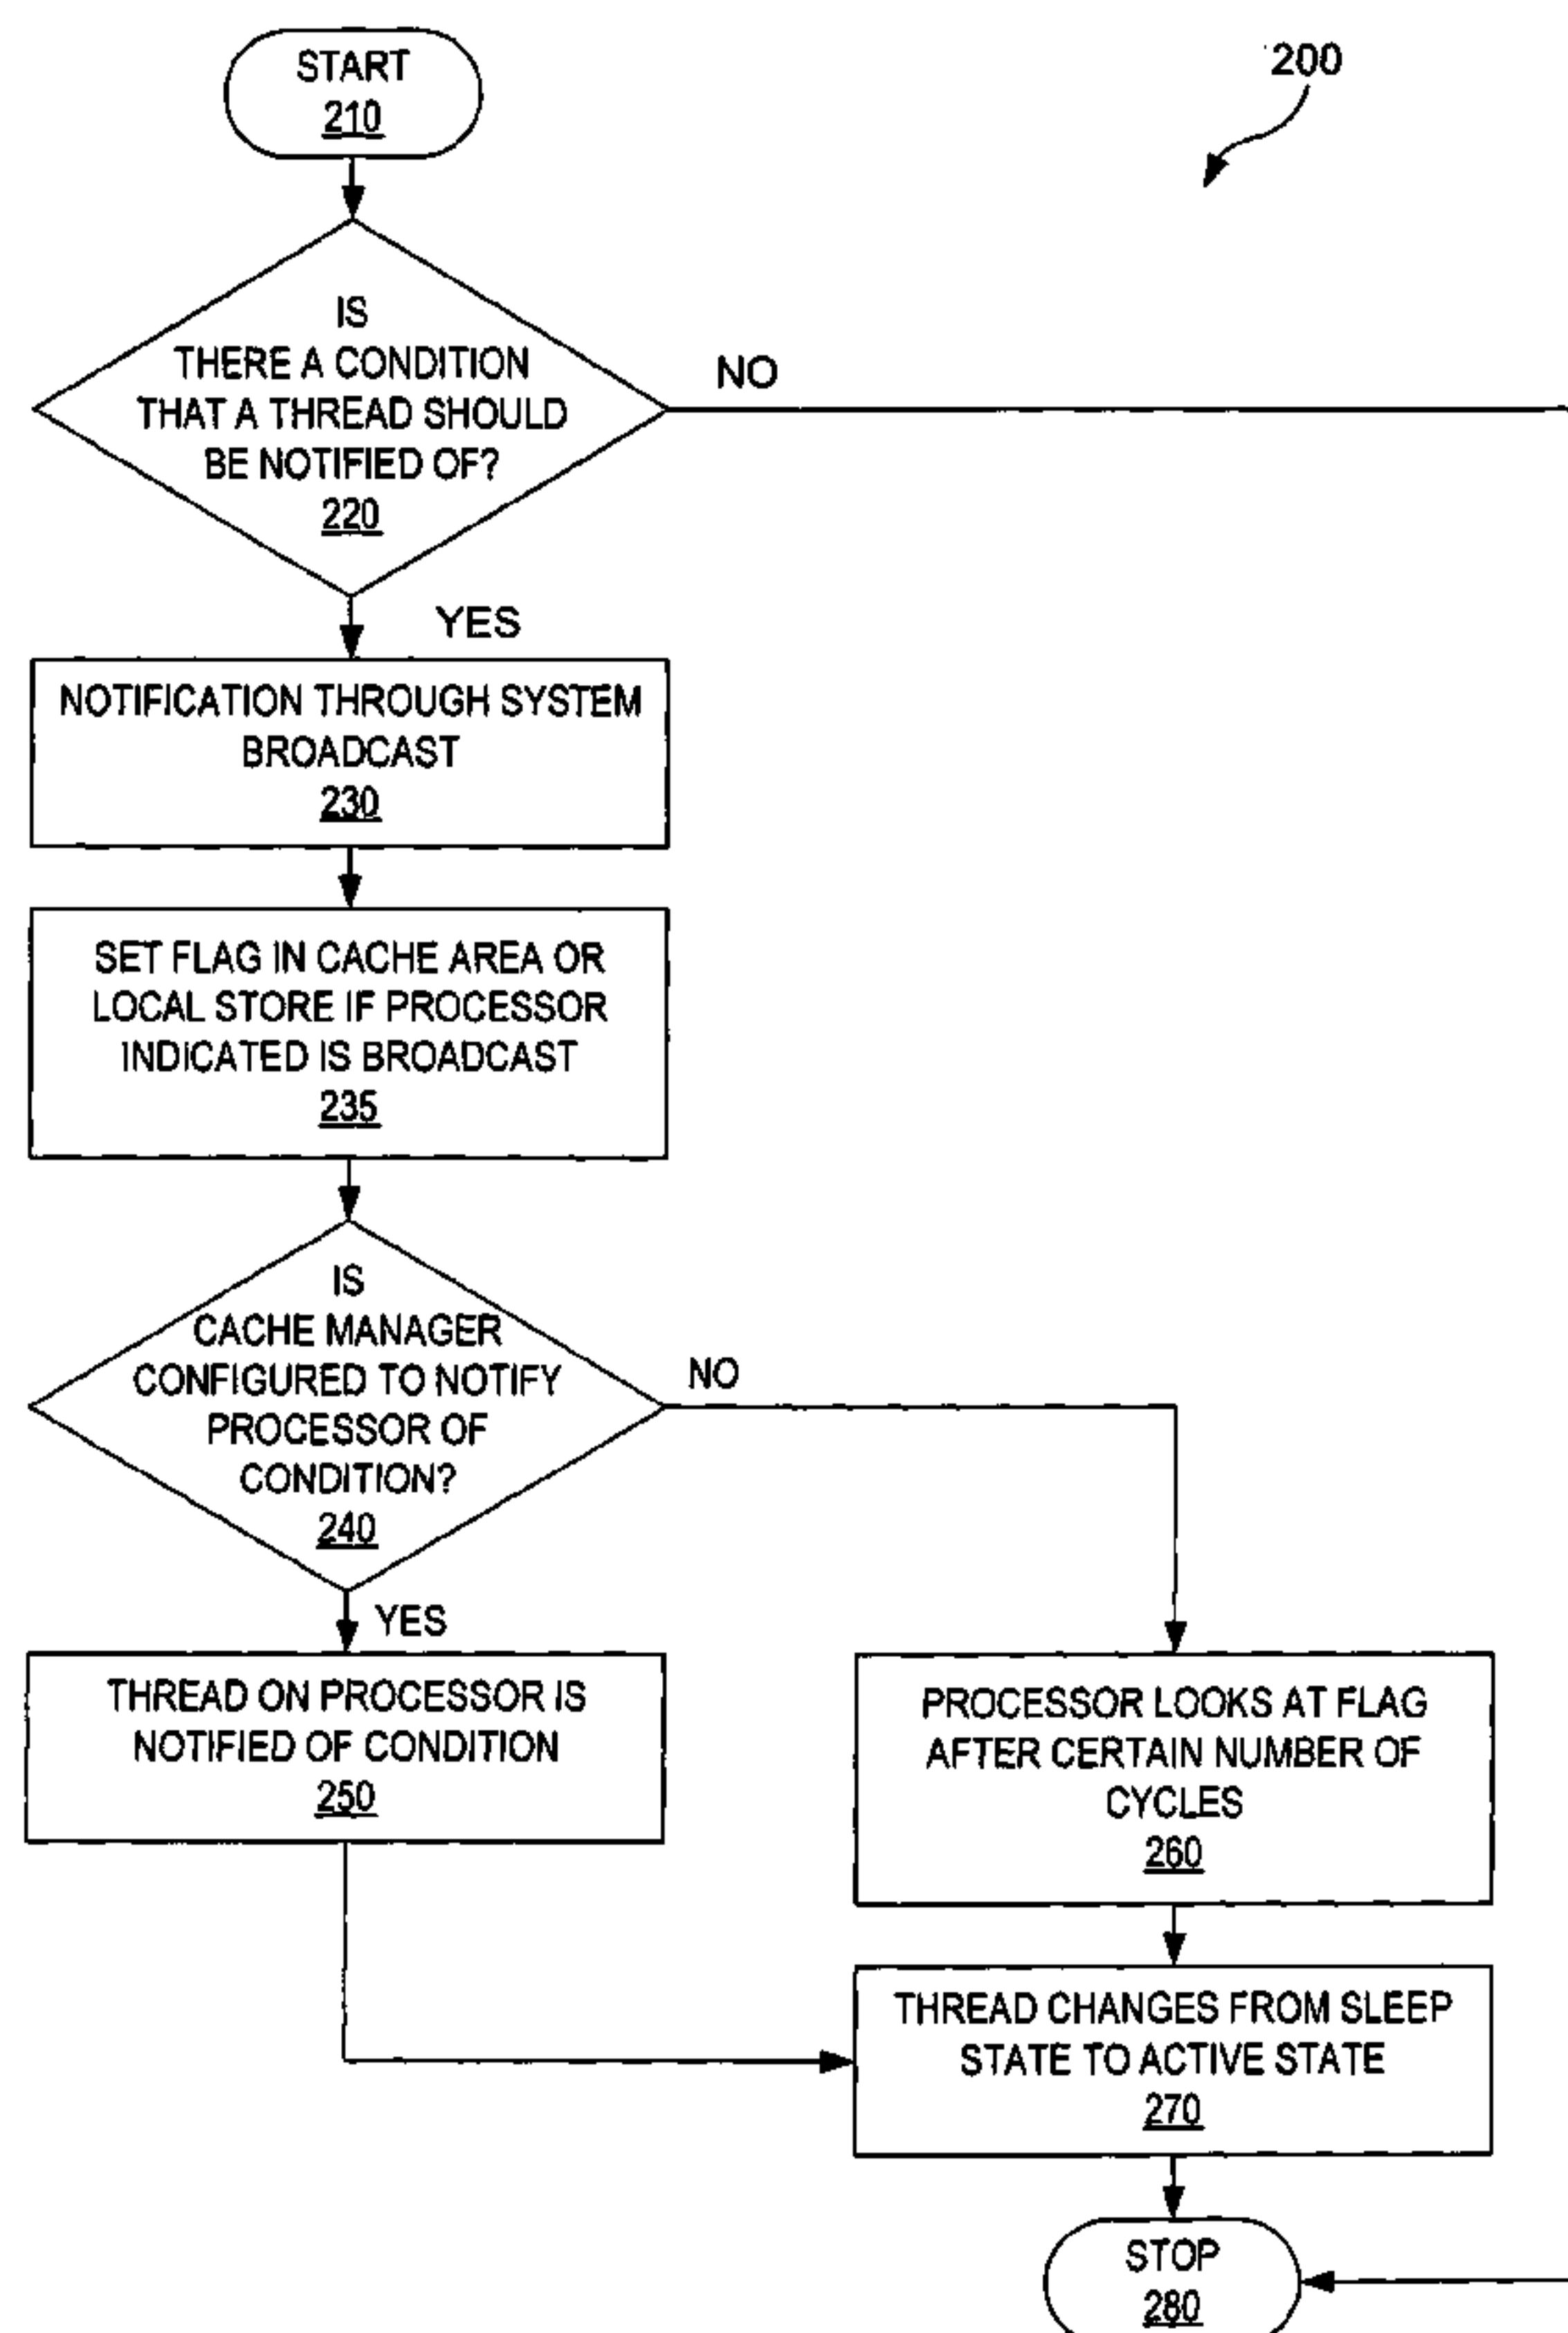 START
210
200
IS
THERE A CONDITION
THAT A THREAD SHOULD
BE NOTIFIED OF?
220
NO
YES
NOTIFICATION THROUGH SYSTEM
BROADCAST
230
SET FLAG IN CACHE AREA OR
LOCAL STORE IF PROCESSOR
INDICATED IS BROADCAST
235
IS
CACHE MANAGER
CONFIGURED TO NOTIFY
PROCESSOR OF
CONDITION?
240
NO
YES
THREAD ON PROCESSOR IS
NOTIFIED OF CONDITION
250
PROCESSOR LOOKS AT FLAG
AFTER CERTAIN NUMBER OF
CYCLES
260
THREAD CHANGES FROM SLEEP
STATE TO ACTIVE STATE
270
STOP
280